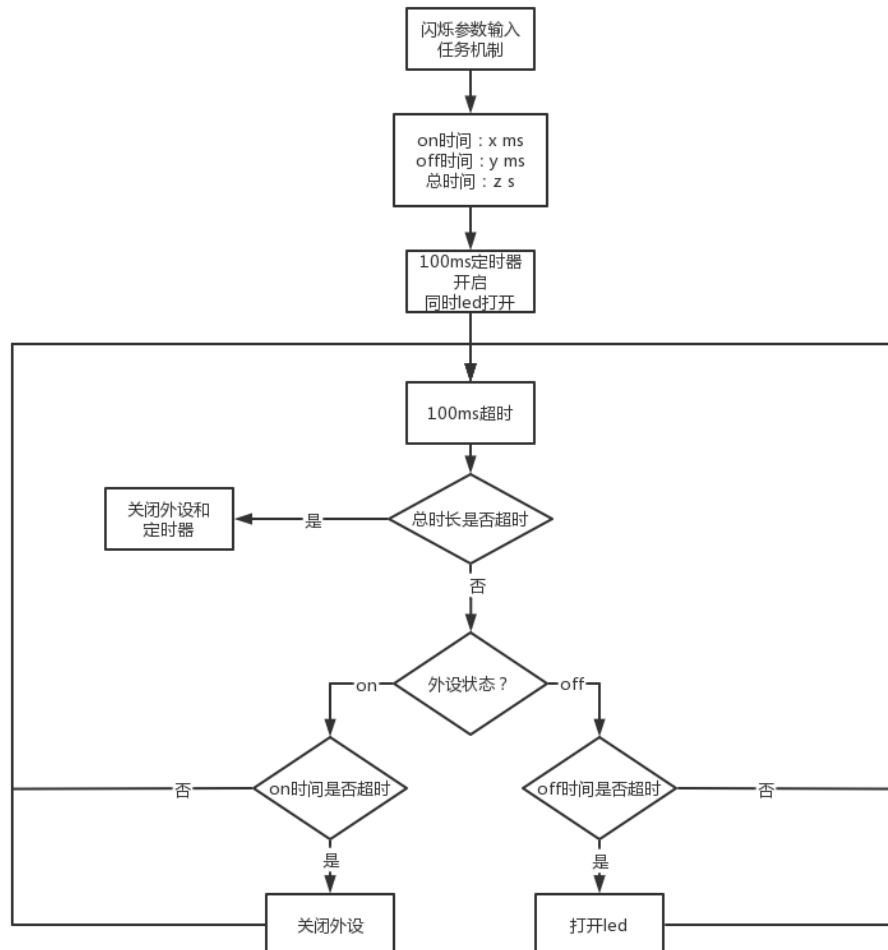 闪烁参数输入
任务机制
on时间：x ms
off时间：y ms
总时间：z s
100ms定时器
开启
同时led打开
100ms超时
总时长是否超时
是
关闭外设和
定时器
否
外设状态？
on
off
on时间是否超时
off时间是否超时
否
否
是
是
关闭外设
打开led